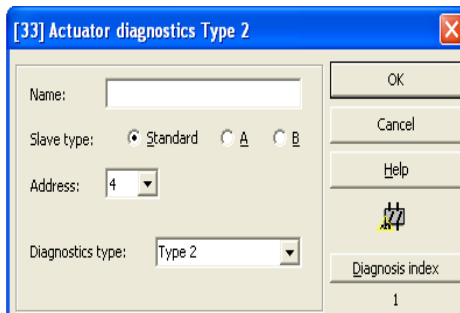 [33] Actuator diagnostics Type 2
Name:
OK
Slave type: Standard A B
Cancel
Address: 4
Help
Diagnostics type: Type 2
Diagnosis index
1